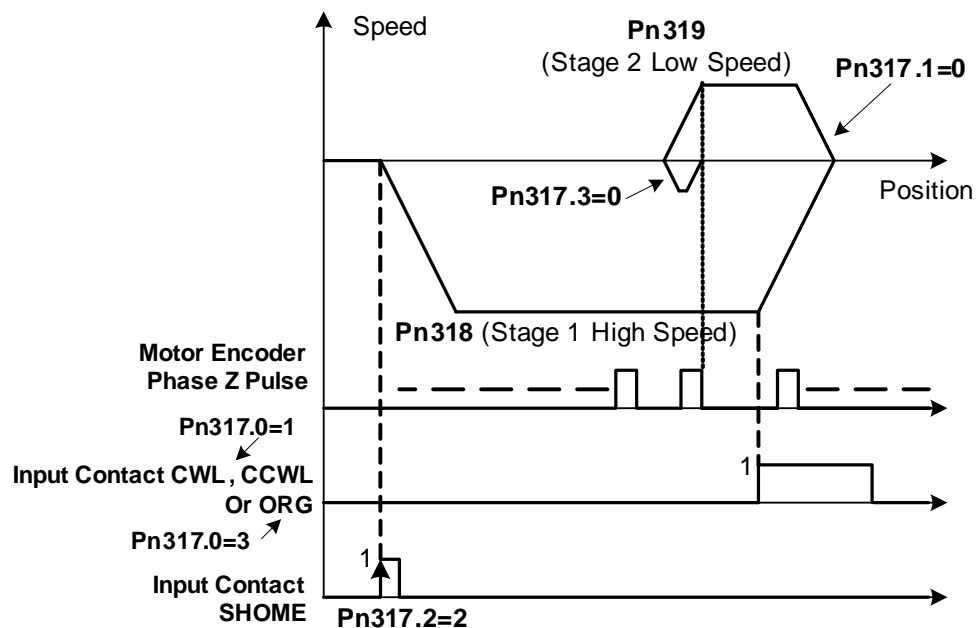 Speed
Pn319
(Stage 2 Low Speed)
Pn317.1=0
Pn317.3=0
Position
Pn318 (Stage 1 High Speed)
Motor Encoder
Phase Z Pulse
Pn317.0=1
Input Contact CWL, CCWL
Or ORG
1
Pn317.0=3
1
Input Contact
SHOME
Pn317.2=2